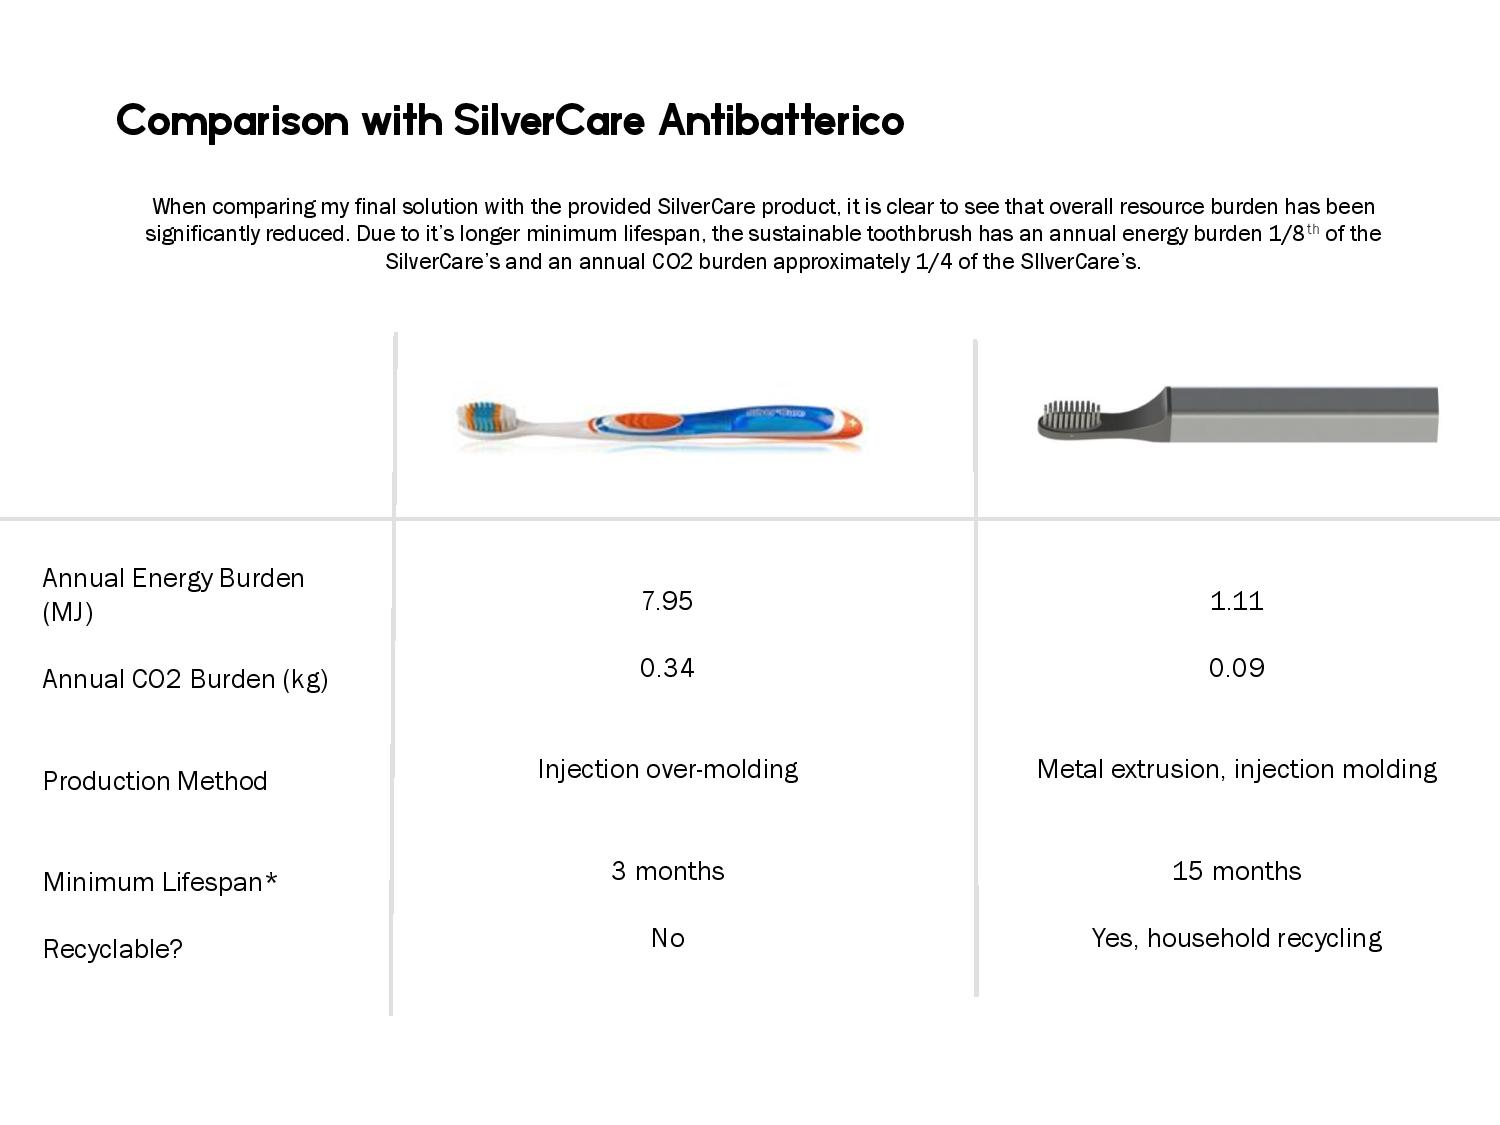 Comparison with SilverCare Antibatterico
When comparing my final solution with the provided SilverCare product, it is clear to see that overall resource burden has been
significantly reduced. Due to it's longer minimum lifespan, the sustainable toothbrush has an annual energy burden 1/8th of the
SilverCare's and an annual CO2 burden approximately 1/4 of the SIlverCare's.
Silver Care
Annual Energy Burden
(MJ)
7.95
1.11
Annual CO2 Burden (kg)
0.34
0.09
Production Method
Injection over-molding
Metal extrusion, injection molding
Minimum Lifespan*
3 months
15 months
Recyclable?
No
Yes, household recycling